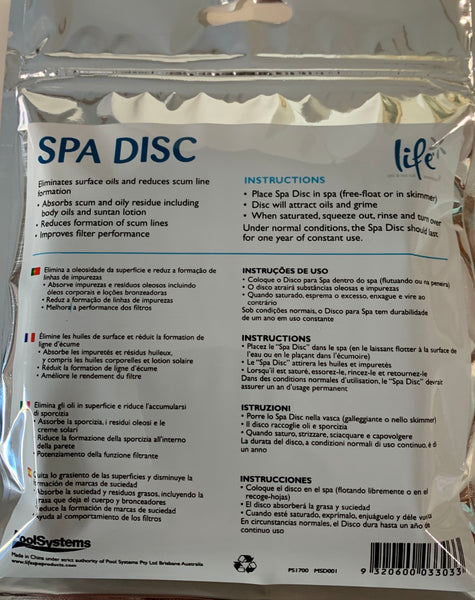 SPA DISC
life
Eliminates surface oils and reduces scum line
formation
• Absorbs scum and oily residue including
body oils and suntan lotion
• Reduces formation of scum lines
• Improves filter performance
INSTRUCTIONS
• Place Spa Disc in spa (free-float or in skimmer)
• Disc will attract oils and grime
• When saturated, squeeze out, rinse and turn over
Under normal conditions, the Spa Disc should last
for one year of constant use.
Elimina a oleosidade da superfície e reduz a formação de
linhas de impurezas
• Absorve impurezas e resíduos oleosos incluindo
óleos corporais e loções bronzeadoras
• Reduz a formação de linhas de impurezas
• Melhora a performance dos filtros
INSTRUÇÕES DE USO
• Coloque o Disco para Spa dentro do spa (flutuando ou na peneira)
• O disco atrairá substâncias oleosas e impurezas
• Quando saturado, esprema o excesso, enxague e vire ao
contrário
Sob condições normais, o Disco para Spa tem durabilidade
de um ano em uso constante
Élimine les huiles de surface et réduit la formation de
ligne d'écume
• Absorbe les impuretés et résidus huileux,
y compris les huiles corporelles et lotion solaire
• Réduit la formation de ligne d'écume
• Améliore le rendement du filtre
INSTRUCTIONS
• Placez le "Spa Disc" dans le spa (en le laissant flotter à la surface de
l'eau ou en le plaçant dans l'écumoire)
• Le "Spa Disc" attirera les huiles et impuretés
• Lorsqu'il est saturé, essorez-le, rincez-le et retournez-le
Dans des conditions normales d'utilisation, le "Spa Disc" devrait
assurer un an d'usage permanent
Elimina gli oli in superficie e riduce l'accumularsi
di sporcizia
• Assorbe la sporcizia, i residui oleosi e le
creme solari
Riduce la formazione della sporcizia all'interno
della parete
• Potenziamento della funzione filtrante
ISTRUZIONI
• Porre lo Spa Disc nella vasca (galleggiante o nello skimmer)
• Il disco raccoglie oli e sporcizia
• Quando saturo, strizzare, sciacquare e capovolgere
La durata del disco, a condizioni normali di uso continuo, è di
un anno
Quita lo grasiento de las superficies y disminuye la
formación de marcas de suciedad
Absorbe la suciedad y residuos grasos, incluyendo la
grasa que deja el cuerpo y bronceadores
Reduce la formación de marcas de suciedad
Ayuda al comportamiento de los filtros
INSTRUCCIONES
• Coloque el disco en el spa (flotando libremente o en el
recoge-hojas)
• El disco absorberá la grasa y suciedad
• Cuando esté saturado, exprímalo, enjuágelo y déle vuelta
En circunstancias normales, el Disco dura hasta un año de
continuo uso
PoolSystems
Made in China under strict authority of Pool Systems Pty Ltd Brisbane Australia
www.lifespaproducts.com
PS1700 MSD001
9 320600 033033